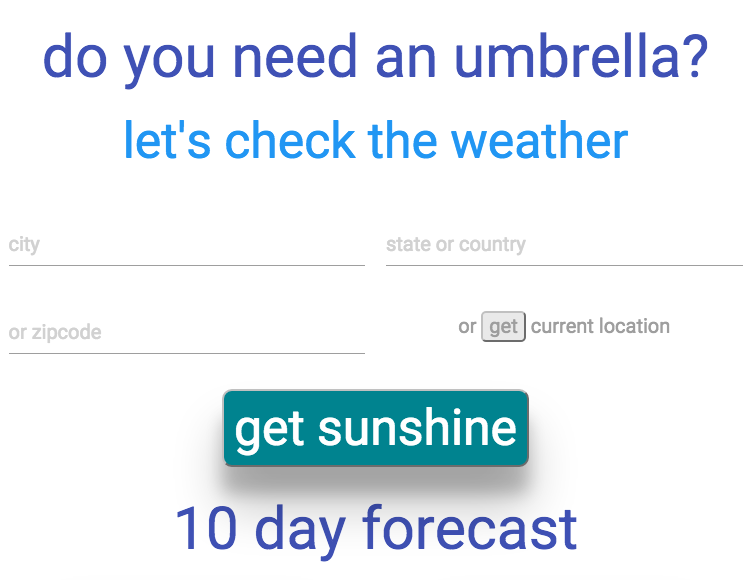 do you need an umbrella?
let's check the weather
city state or country
or zipcode or get current location
get sunshine
10 day forecast